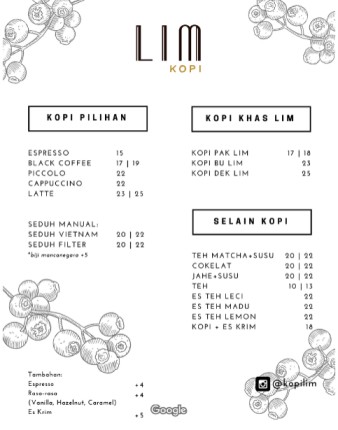 LIM
KOPI
KOPI PILIHAN
ESPRESSO 15
BLACK COFFEE 17 | 19
PICCOLO 22
CAPPUCCINO 22
LATTE 23 | 25
SEDUH MANUAL:
SEDUH VIETNAM 20 | 22
SEDUH FILTER 20 | 22
*biji mancanegara +5
KOPI KHAS LIM
KOPI PAK LIM 17 | 18
KOPI BU LIM 23
KOPI DEK LIM 25
SELAIN KOPI
TEH MATCHA+SUSU 20 | 22
COKELAT 20 | 22
JAHE+SUSU 20 | 22
TEH 10 | 13
ES TEH LECI 22
ES TEH MADU 22
ES TEH LEMON 22
KOPI + ES KRIM 18
Tambahan:
Espresso +4
Rasa-rasa +4
(Vanilla, Hazelnut, Caramel)
Es Krim +5
@kopilim
Google